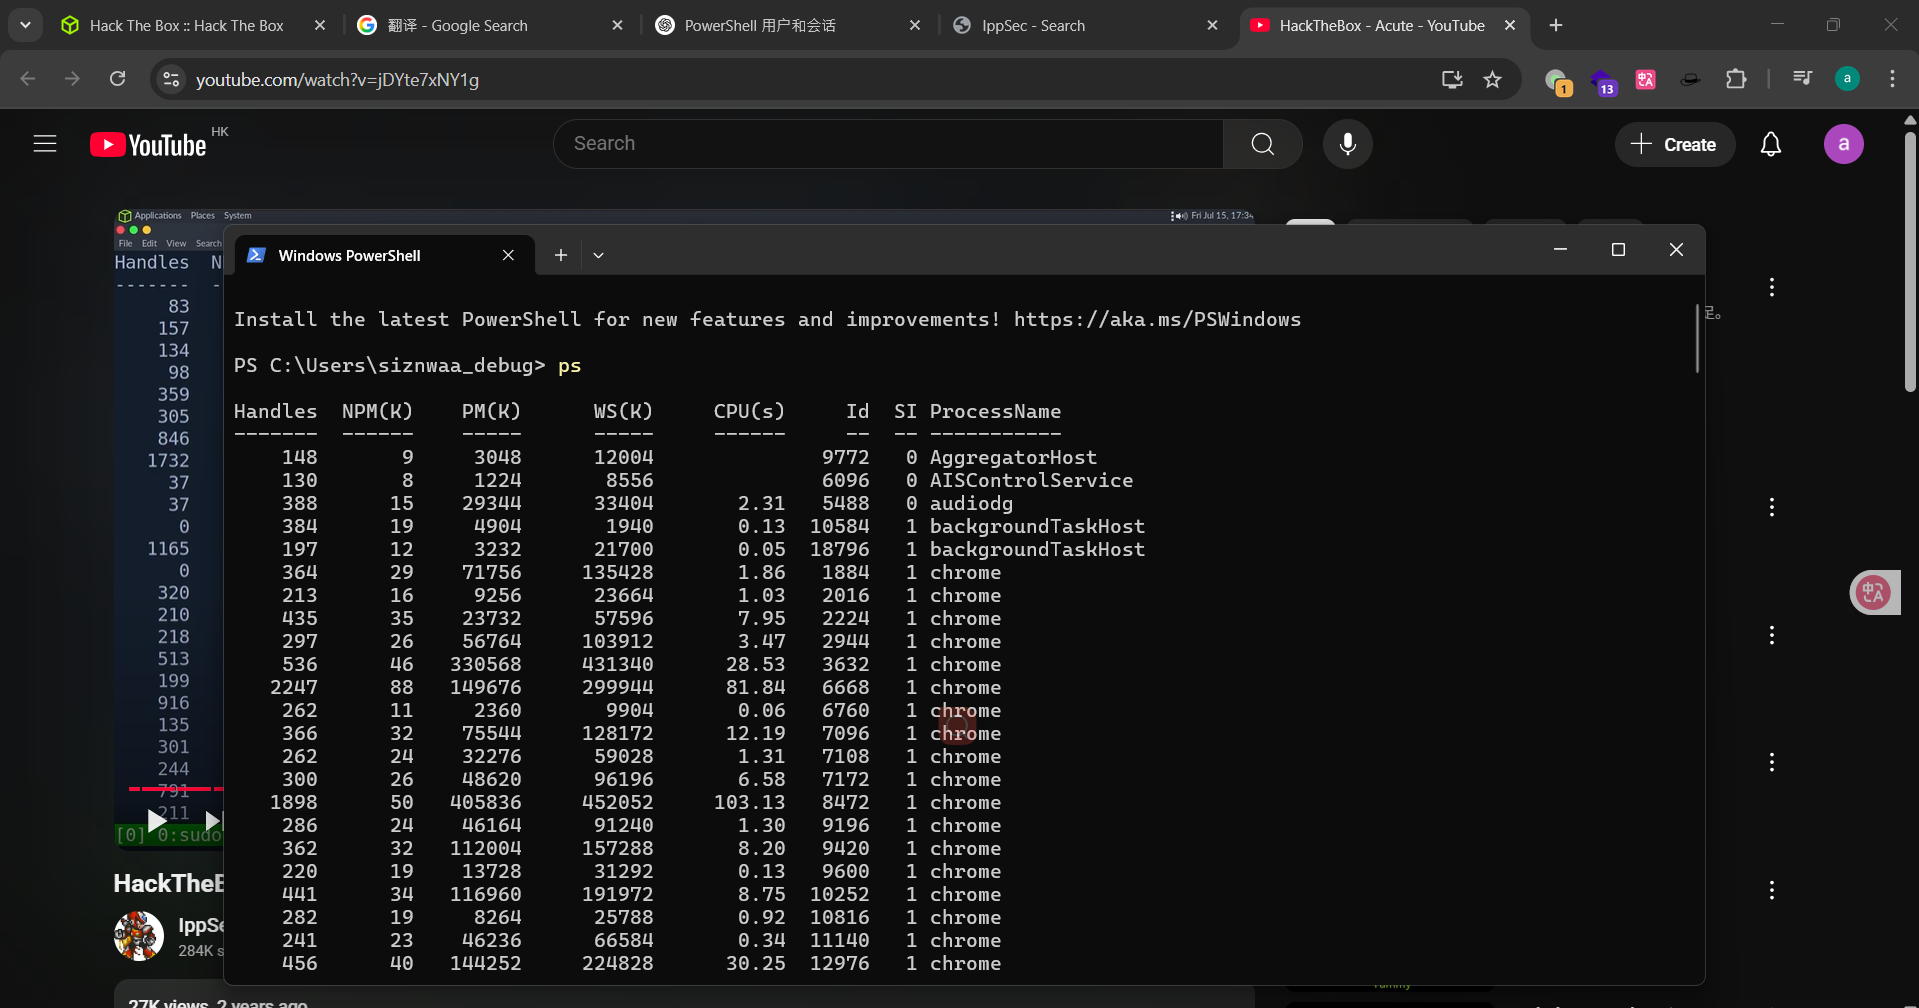 Hack The Box :: Hack The Box
翻译 - Google Search
PowerShell 用户和会话
IppSec - Search
HackTheBox - Acute - YouTube
youtube.com/watch?v=jDYte7xNY1g
1
13
a
YouTube HK
Search
Create
a
Applications Places System
Fri Jul 15, 17:34
File Edit View Search
Handles N
------- -
83
157
134
98
359
305
846
1732
37
37
0
1165
0
320
210
218
513
199
916
135
301
244
791
211
[0] 0:sudo
Windows PowerShell
Install the latest PowerShell for new features and improvements! https://aka.ms/PSWindows
PS C:\Users\siznwaa_debug> ps
Handles NPM(K) PM(K) WS(K) CPU(s) Id SI ProcessName
------- ------ ----- ----- ------ -- -- -----------
148 9 3048 12004 9772 0 AggregatorHost
130 8 1224 8556 6096 0 AISControlService
388 15 29344 33404 2.31 5488 0 audiodg
384 19 4904 1940 0.13 10584 1 backgroundTaskHost
197 12 3232 21700 0.05 18796 1 backgroundTaskHost
364 29 71756 135428 1.86 1884 1 chrome
213 16 9256 23664 1.03 2016 1 chrome
435 35 23732 57596 7.95 2224 1 chrome
297 26 56764 103912 3.47 2944 1 chrome
536 46 330568 431340 28.53 3632 1 chrome
2247 88 149676 299944 81.84 6668 1 chrome
262 11 2360 9904 0.06 6760 1 chrome
366 32 75544 128172 12.19 7096 1 chrome
262 24 32276 59028 1.31 7108 1 chrome
300 26 48620 96196 6.58 7172 1 chrome
1898 50 405836 452052 103.13 8472 1 chrome
286 24 46164 91240 1.30 9196 1 chrome
362 32 112004 157288 8.20 9420 1 chrome
220 19 13728 31292 0.13 9600 1 chrome
441 34 116960 191972 8.75 10252 1 chrome
282 19 8264 25788 0.92 10816 1 chrome
241 23 46236 66584 0.34 11140 1 chrome
456 40 144252 224828 30.25 12976 1 chrome
HackTheB
IppSe
284K s
27K views 2 years ago